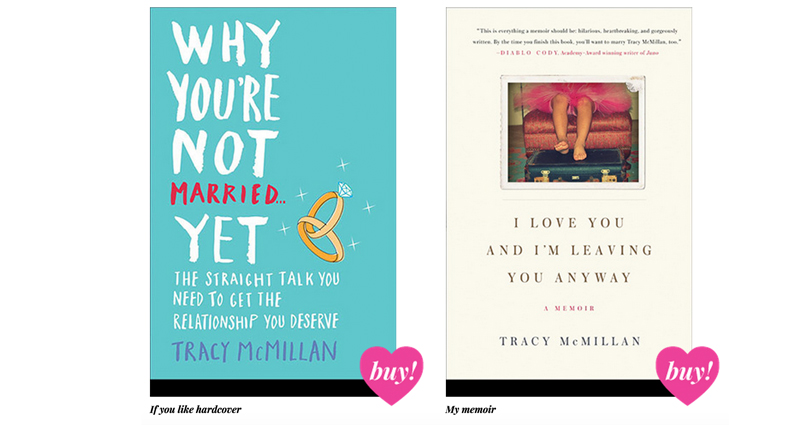 WHY
YOU'RE
NOT
MARRIED...
YET
THE STRAIGHT TALK YOU
NEED TO GET THE
RELATIONSHIP YOU DESERVE
TRACY McMILLAN
buy!
If you like hardcover
"This is everything a memoir should be: hilarious, heartbreaking, and gorgeously
written. By the time you finish this book, you'll want to marry Tracy McMillan, too."
—DIABLO CODY, Academy-Award winning writer of Juno
I LOVE YOU
AND I'M LEAVING
YOU ANYWAY
A MEMOIR
TRACY McMILLAN
buy!
My memoir